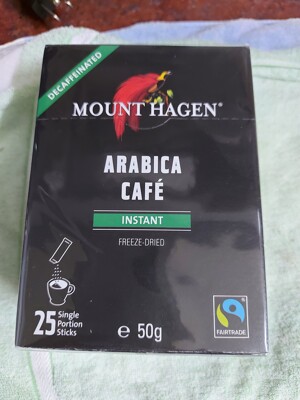 DECAFFEINATED
MOUNT HAGEN®
ARABICA
CAFÉ
INSTANT
FREEZE-DRIED
25 Single
Portion
Sticks
℮ 50g
FAIRTRADE